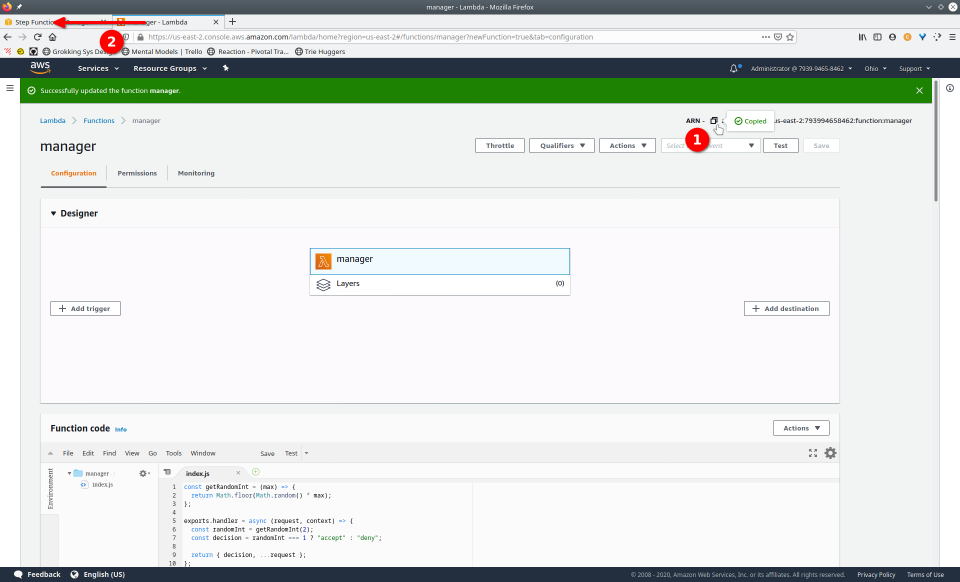 manager - Lambda - Mozilla Firefox
Step Func
ger - Lambda
https://us-east-2.console.aws.amazon.com/lambda/home?region=us-east-2#/functions/manager?newFunction=true&tab=configuration
2
Grokking Sys Des
Mental Models | Trello
Reaction - Pivotal Tra...
Trie Huggers
aws
Services
Resource Groups
Administrator @ 7939-9465-8462
Ohio
Support
Successfully updated the function manager.
Lambda
Functions
manager
ARN -
Copied
us-east-2:793994658462:function:manager
manager
Throttle
Qualifiers
Actions
1
Test
Save
Configuration
Permissions
Monitoring
Designer
manager
Layers
(0)
+ Add trigger
+ Add destination
Function code
Info
Actions
File
Edit
Find
View
Go
Tools
Window
Save
Test
Environment
manager
index.js
index.js
1 const getRandomInt = (max) => {
2 return Math.floor(Math.random() * max);
3 };
4
5 exports.handler = async (request, context) => {
6 const randomInt = getRandomInt(2);
7 const decision = randomInt === 1 ? "accept" : "deny";
8
9 return { decision, ...request };
10 };
Feedback
English (US)
© 2008 - 2020, Amazon Web Services, Inc. or its affiliates. All rights reserved.
Privacy Policy
Terms of Use